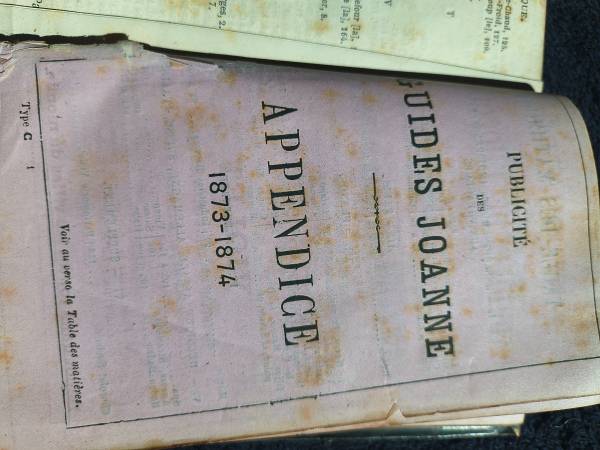 PUBLICITÉ
DES
GUIDES JOANNE
APPENDICE
1873-1874
Voir au verso la Table des matières.
Type C